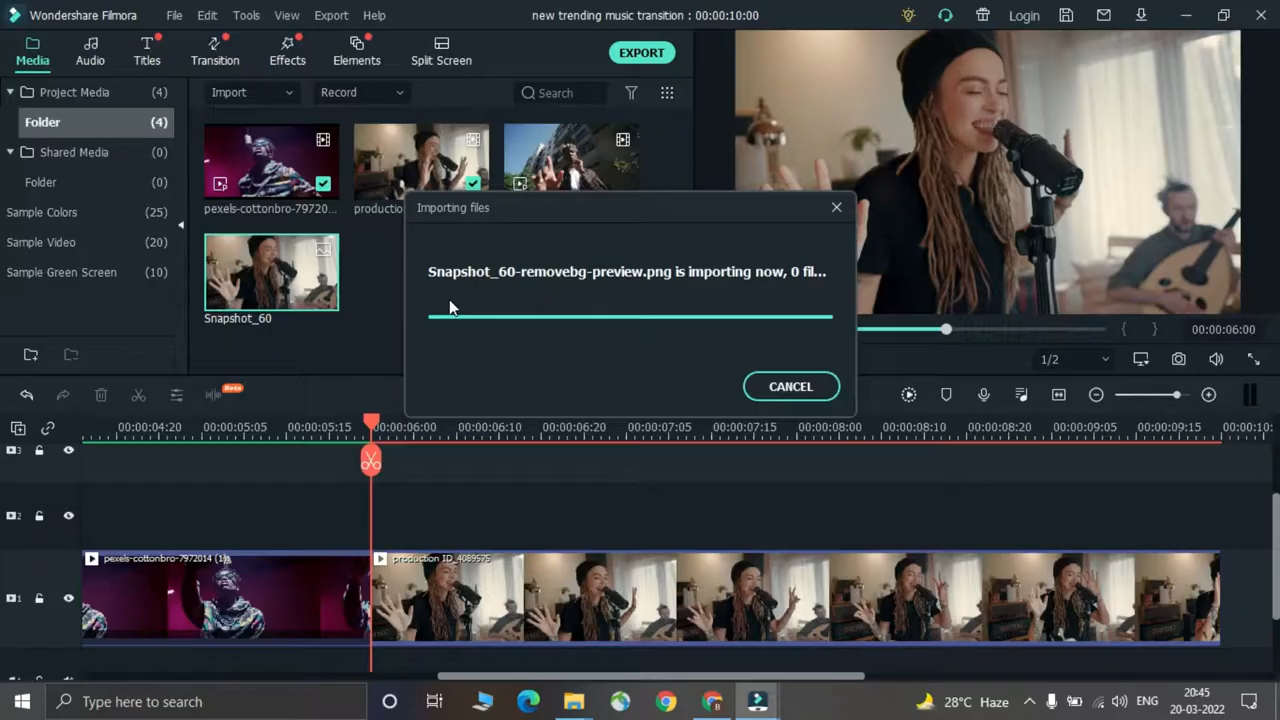 Wondershare Filmora
File Edit Tools View Export Help
new trending music transition : 00:00:10:00
Login
Media Audio Titles Transition Effects Elements Split Screen
EXPORT
Project Media (4)
Import Record Search
Folder (4)
Shared Media (0)
Folder (0)
Sample Colors (25)
Sample Video (20)
Sample Green Screen (10)
pexels-cottonbro-79720...
production
Snapshot_60
Importing files
Snapshot_60-removebg-preview.png is importing now, 0 fil...
CANCEL
{ } 00:00:06:00
1/2
Beta
00:00:04:20 00:00:05:05 00:00:05:15 00:00:06:00 00:00:06:10 00:00:06:20 00:00:07:05 00:00:07:15 00:00:08:00 00:00:08:10 00:00:08:20 00:00:09:05 00:00:09:15 00:00:10:
3
2
pexels-cottonbro-7972014 (1)
production ID_4089575
1
Type here to search
28°C Haze
ENG
20:45
20-03-2022